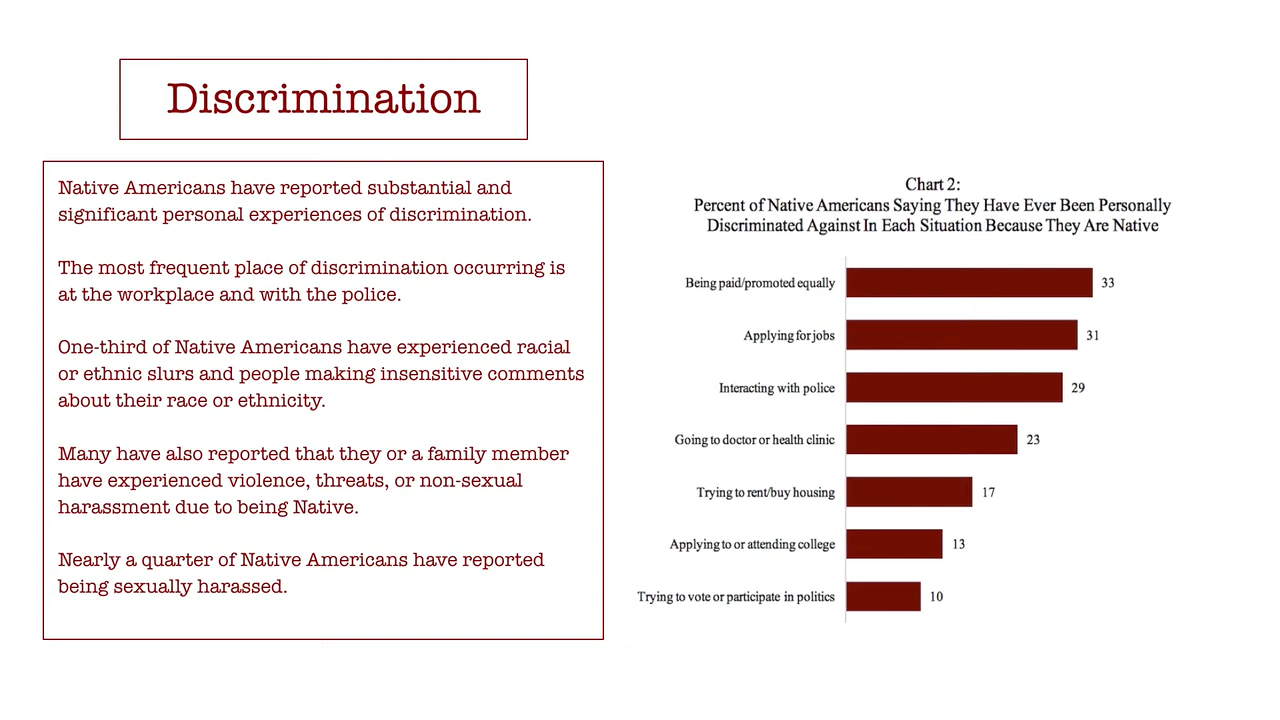 Discrimination
Native Americans have reported substantial and
significant personal experiences of discrimination.
The most frequent place of discrimination occurring is
at the workplace and with the police.
One-third of Native Americans have experienced racial
or ethnic slurs and people making insensitive comments
about their race or ethnicity.
Many have also reported that they or a family member
have experienced violence, threats, or non-sexual
harassment due to being Native.
Nearly a quarter of Native Americans have reported
being sexually harassed.
Chart 2:
Percent of Native Americans Saying They Have Ever Been Personally
Discriminated Against In Each Situation Because They Are Native
Being paid/promoted equally 33
Applying for jobs 31
Interacting with police 29
Going to doctor or health clinic 23
Trying to rent/buy housing 17
Applying to or attending college 13
Trying to vote or participate in politics 10